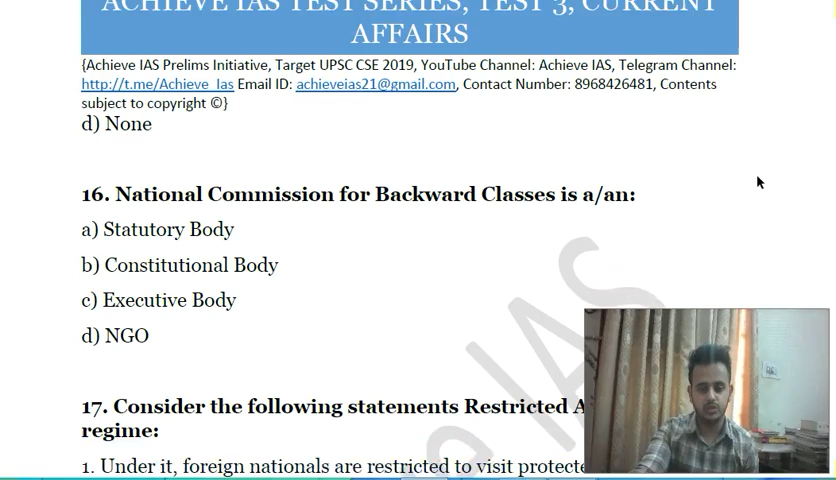 ACHIEVE IAS TEST SERIES, TEST 3, CURRENT
AFFAIRS
{Achieve IAS Prelims Initiative, Target UPSC CSE 2019, YouTube Channel: Achieve IAS, Telegram Channel:
http://t.me/Achieve_Ias Email ID: achieveias21@gmail.com, Contact Number: 8968426481, Contents
subject to copyright ©}
d) None
16. National Commission for Backward Classes is a/an:
a) Statutory Body
b) Constitutional Body
c) Executive Body
d) NGO
17. Consider the following statements Restricted A
regime:
1. Under it, foreign nationals are restricted to visit protecte
IAS